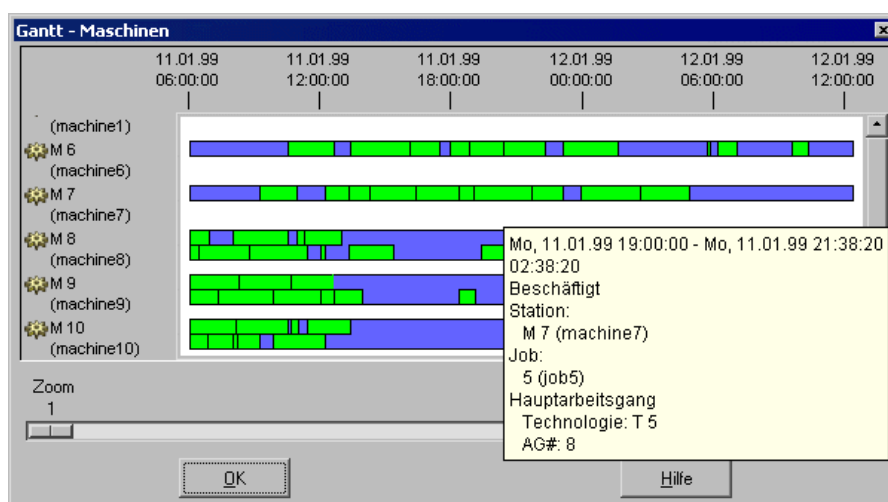 Gantt - Maschinen
11.01.99 11.01.99 11.01.99 12.01.99 12.01.99 12.01.99
06:00:00 12:00:00 18:00:00 00:00:00 06:00:00 12:00:00
(machine1)
M 6
(machine6)
M 7
(machine7)
M 8
(machine8)
M 9
(machine9)
M 10
(machine10)
Mo, 11.01.99 19:00:00 - Mo, 11.01.99 21:38:20
02:38:20
Beschäftigt
Station:
M 7 (machine7)
Job:
5 (job5)
Hauptarbeitsgang
Technologie: T 5
AG#: 8
Zoom
1
OK
Hilfe